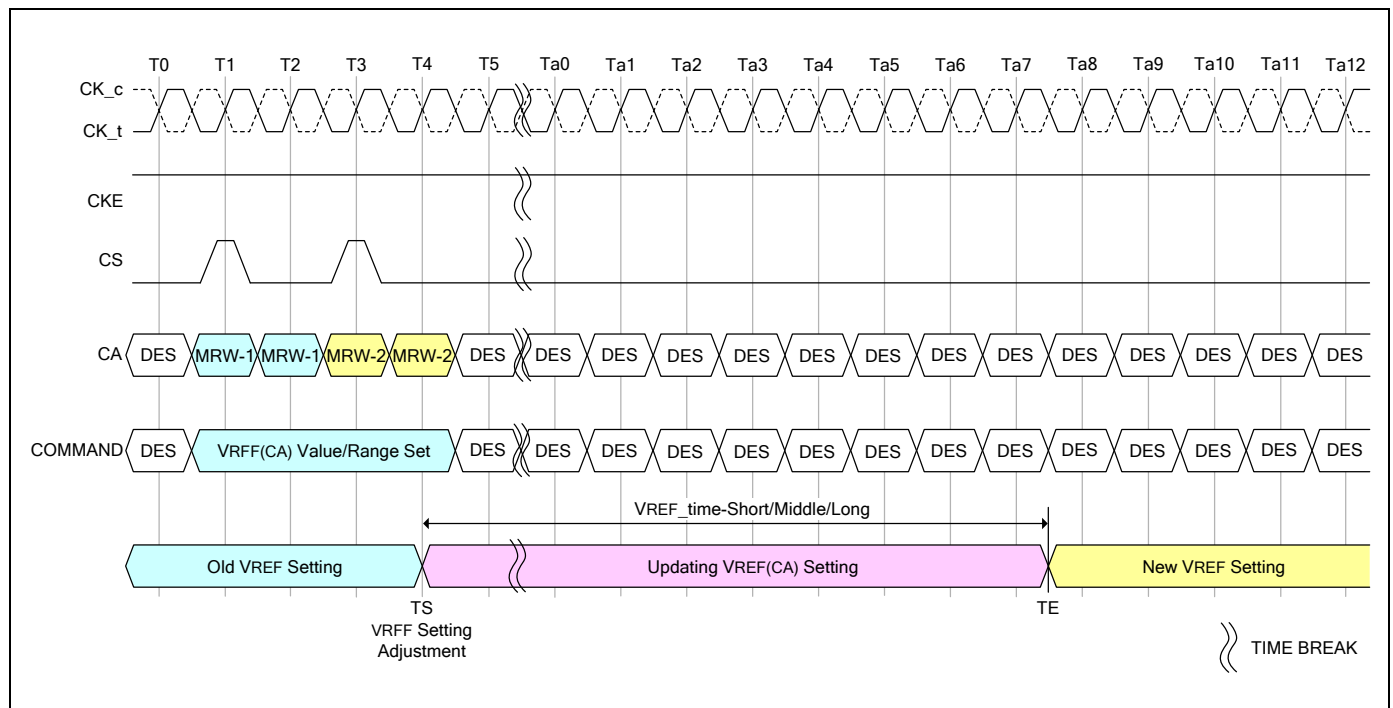 T0 T1 T2 T3 T4 T5 Ta0 Ta1 Ta2 Ta3 Ta4 Ta5 Ta6 Ta7 Ta8 Ta9 Ta10 Ta11 Ta12
CK_c
CK_t
CKE
CS
CA DES MRW-1 MRW-1 MRW-2 MRW-2 DES DES DES DES DES DES DES DES DES DES DES DES DES DES
COMMAND DES VRFF(CA) Value/Range Set DES DES DES DES DES DES DES DES DES DES DES DES DES DES
VREF_time-Short/Middle/Long
Old VREF Setting Updating VREF(CA) Setting New VREF Setting
TS TE
VRFF Setting
Adjustment
TIME BREAK